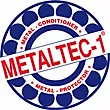 • METAL-CONDITIONER •
METALTEC-1®
METAL-PROTECTOR